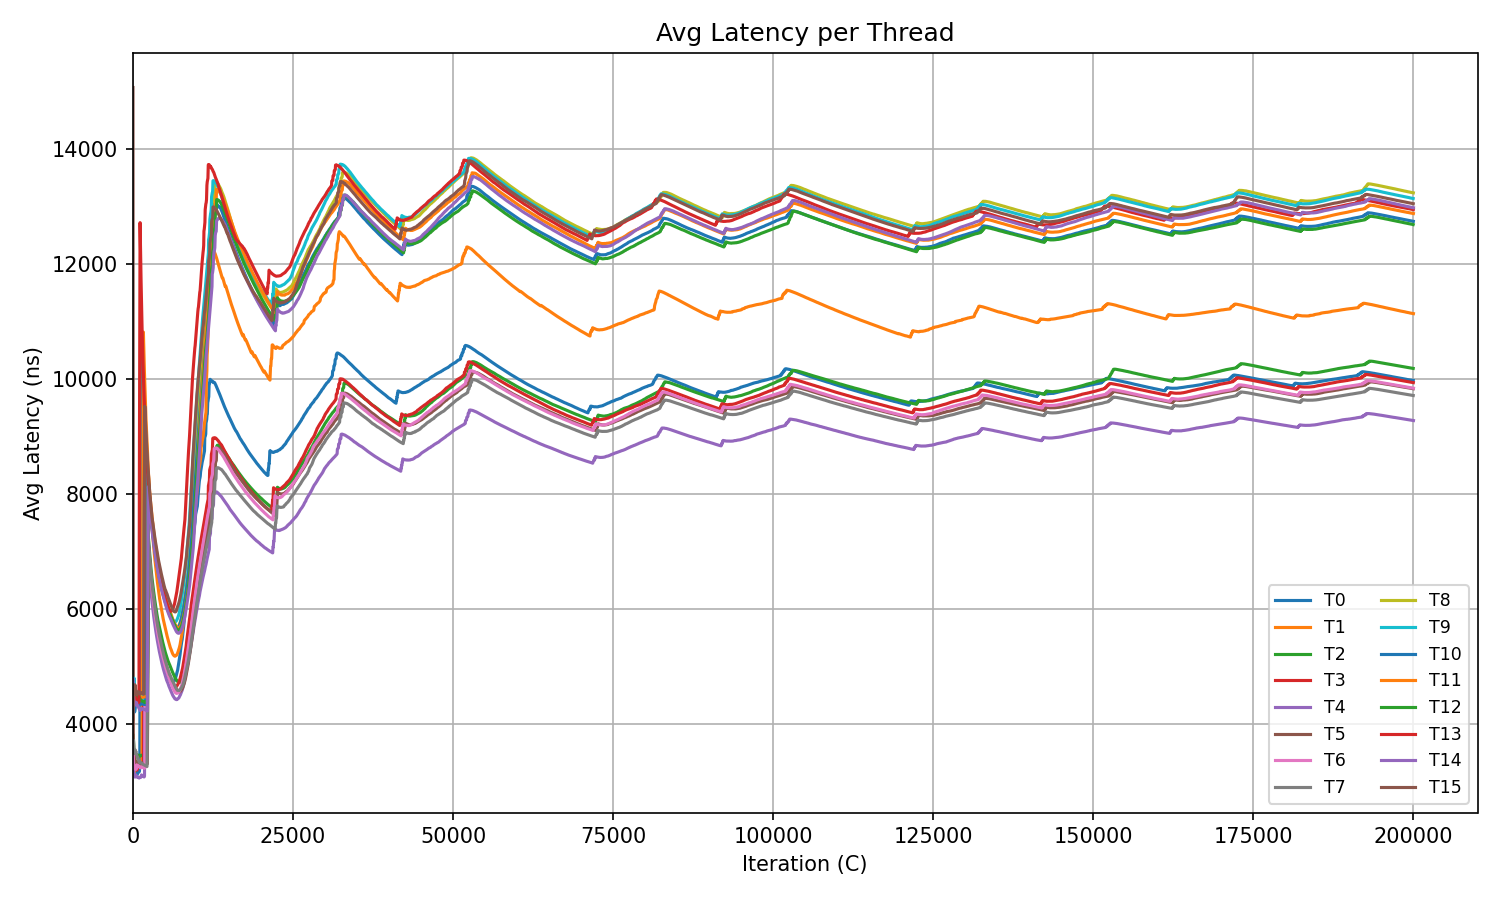 Avg Latency per Thread
Avg Latency (ns)
14000
12000
10000
8000
6000
4000
0 25000 50000 75000 100000 125000 150000 175000 200000
Iteration (C)
T0 T8
T1 T9
T2 T10
T3 T11
T4 T12
T5 T13
T6 T14
T7 T15